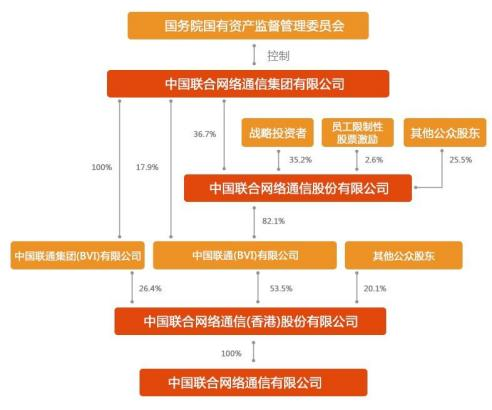 国务院国有资产监督管理委员会
控制
中国联合网络通信集团有限公司
100%
17.9%
36.7%
战略投资者
员工限制性
股票激励
其他公众股东
35.2%
2.6%
25.5%
中国联合网络通信股份有限公司
82.1%
中国联通集团(BVI)有限公司
中国联通(BVI)有限公司
其他公众股东
26.4%
53.5%
20.1%
中国联合网络通信(香港)股份有限公司
100%
中国联合网络通信有限公司